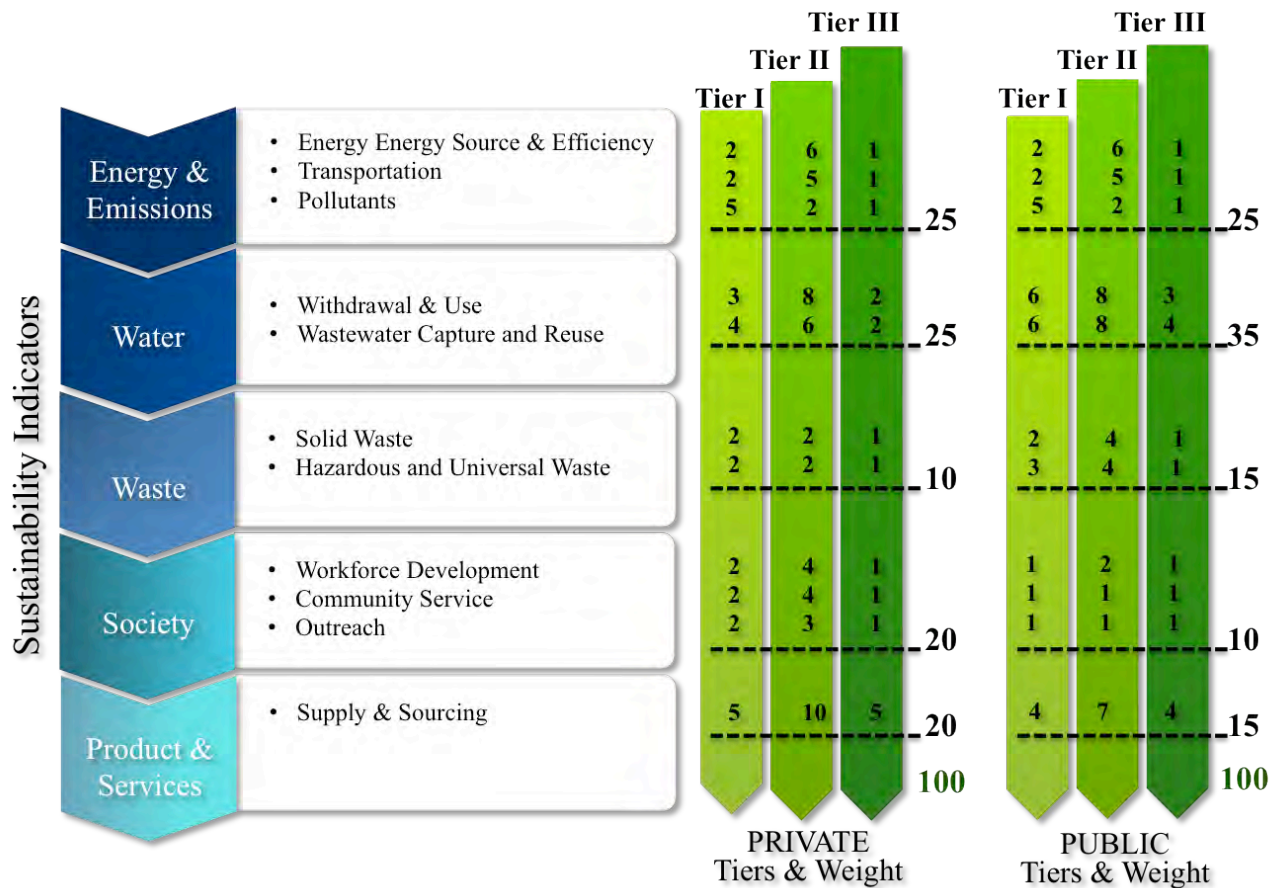 Sustainability Indicators
Energy &
Emissions
• Energy Energy Source & Efficiency
• Transportation
• Pollutants
Water
• Withdrawal & Use
• Wastewater Capture and Reuse
Waste
• Solid Waste
• Hazardous and Universal Waste
Society
• Workforce Development
• Community Service
• Outreach
Product &
Services
• Supply & Sourcing
Tier I
Tier II
Tier III
2 6 1
2 5 1
5 2 1
25
3 8 2
4 6 2
25
2 2 1
2 2 1
10
2 4 1
2 4 1
2 3 1
20
5 10 5
20
100
PRIVATE
Tiers & Weight
Tier I
Tier II
Tier III
2 6 1
2 5 1
5 2 1
25
6 8 3
6 8 4
35
2 4 1
3 4 1
15
1 2 1
1 1 1
1 1 1
10
4 7 4
15
100
PUBLIC
Tiers & Weight